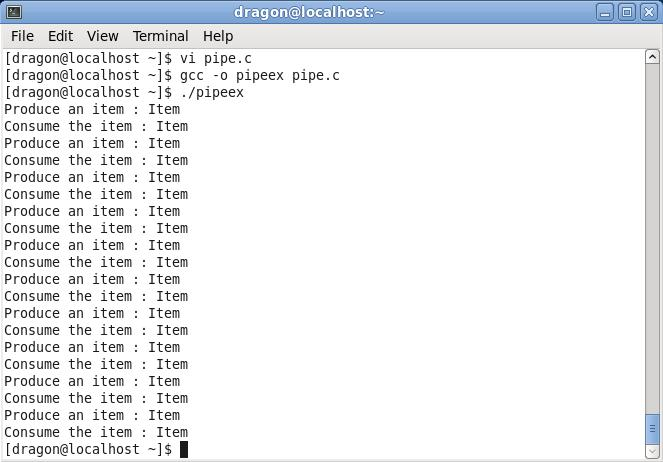 dragon@localhost:~
File Edit View Terminal Help
[dragon@localhost ~]$ vi pipe.c
[dragon@localhost ~]$ gcc -o pipeex pipe.c
[dragon@localhost ~]$ ./pipeex
Produce an item : Item
Consume the item : Item
Produce an item : Item
Consume the item : Item
Produce an item : Item
Consume the item : Item
Produce an item : Item
Consume the item : Item
Produce an item : Item
Consume the item : Item
Produce an item : Item
Consume the item : Item
Produce an item : Item
Consume the item : Item
Produce an item : Item
Consume the item : Item
Produce an item : Item
Consume the item : Item
Produce an item : Item
Consume the item : Item
[dragon@localhost ~]$